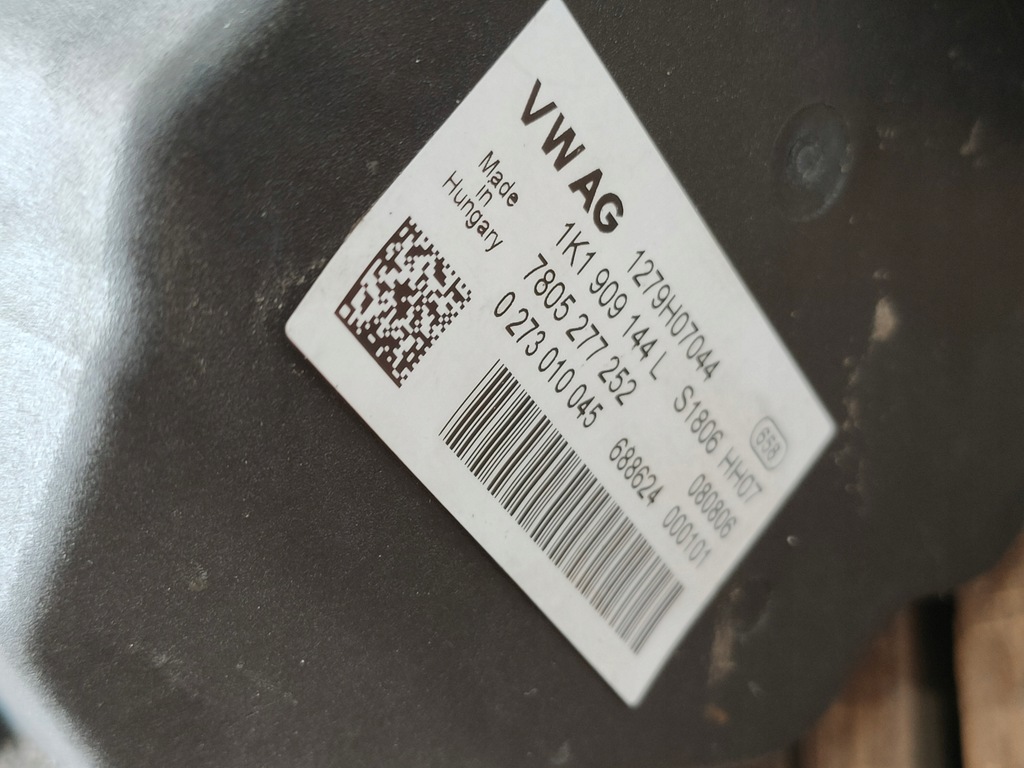 VW AG 1279H07044 658
1K1 909 144 L S1806 HH07
7805 277 252 080806
0 273 010 045 688624 000101
Made
in
Hungary